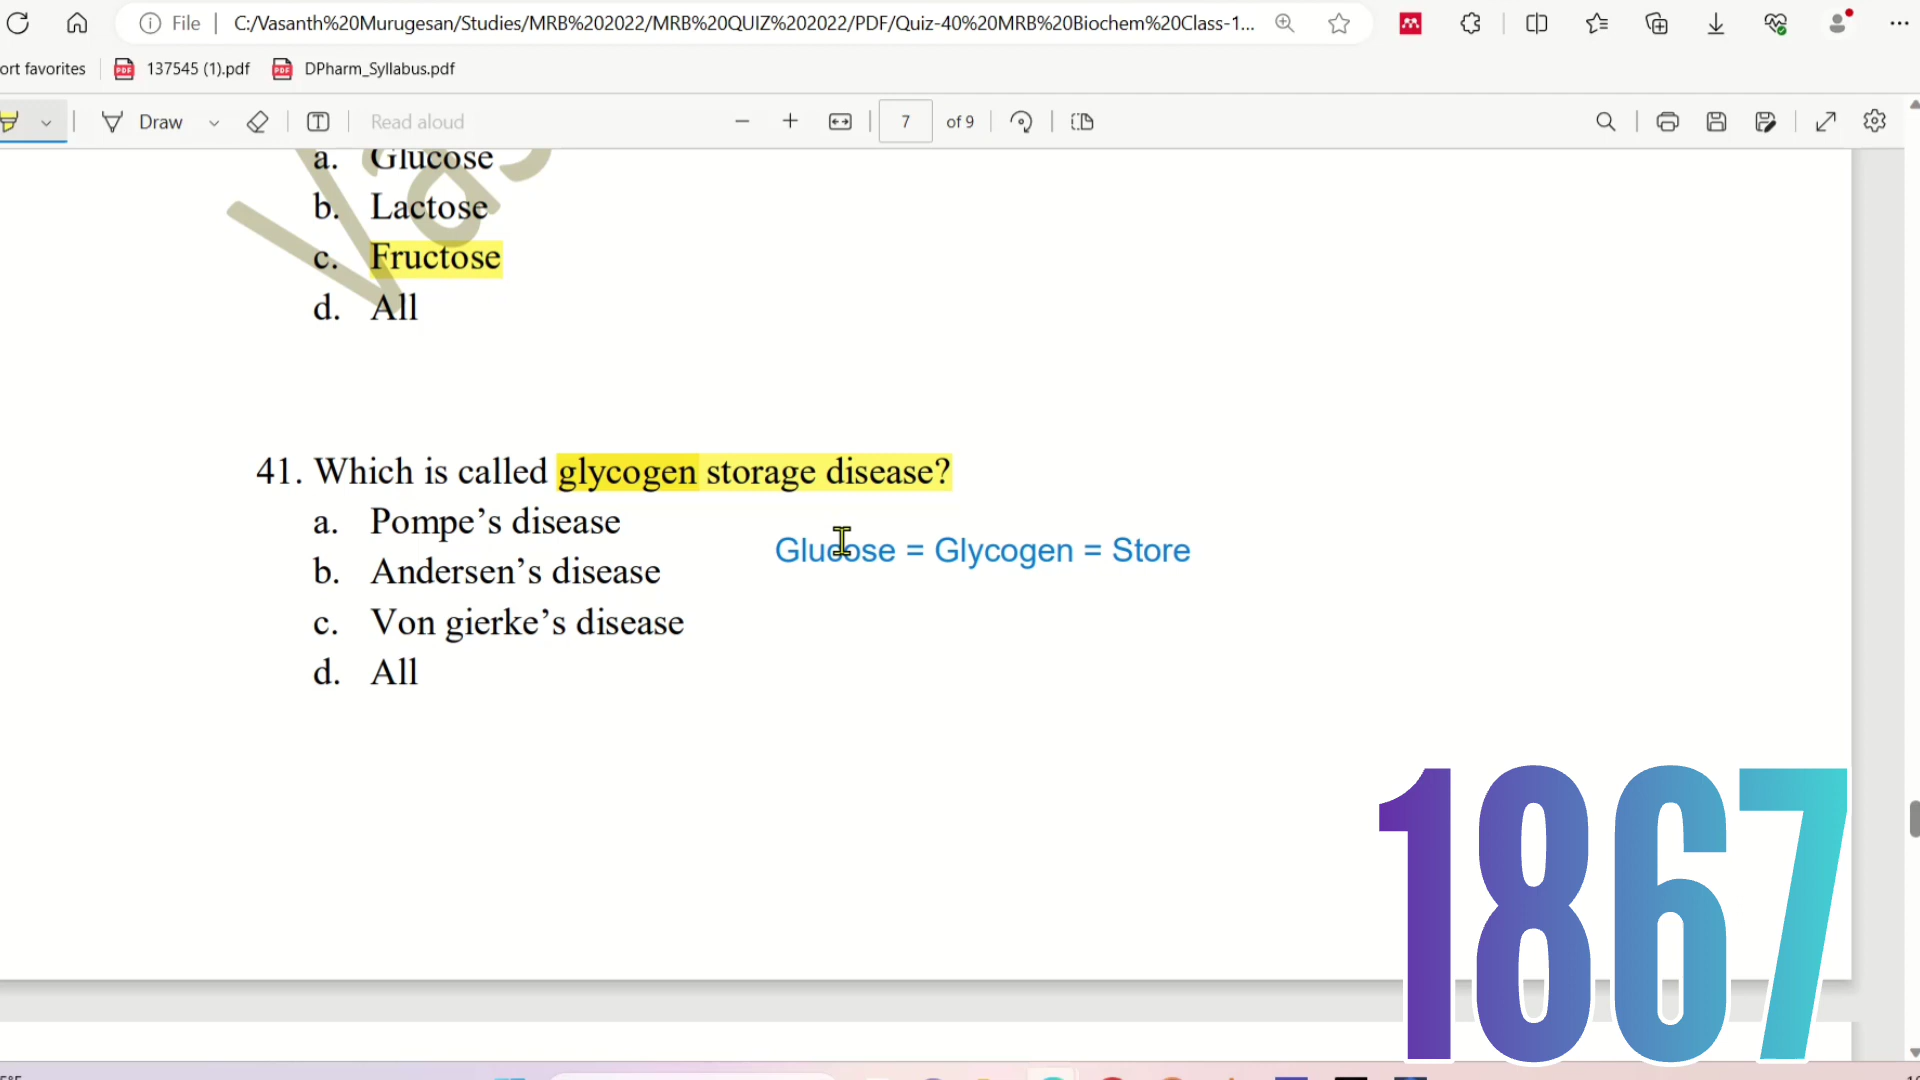 File
C:/Vasanth%20Murugesan/Studies/MRB%202022/MRB%20QUIZ%202022/PDF/Quiz-40%20MRB%20Biochem%20Class-1...
ort favorites
137545 (1).pdf
DPharm_Syllabus.pdf
Draw
Read aloud
7 of 9
a. Glucose
b. Lactose
c. Fructose
d. All
41. Which is called glycogen storage disease?
a. Pompe’s disease
Glucose = Glycogen = Store
b. Andersen’s disease
c. Von gierke’s disease
d. All
1867